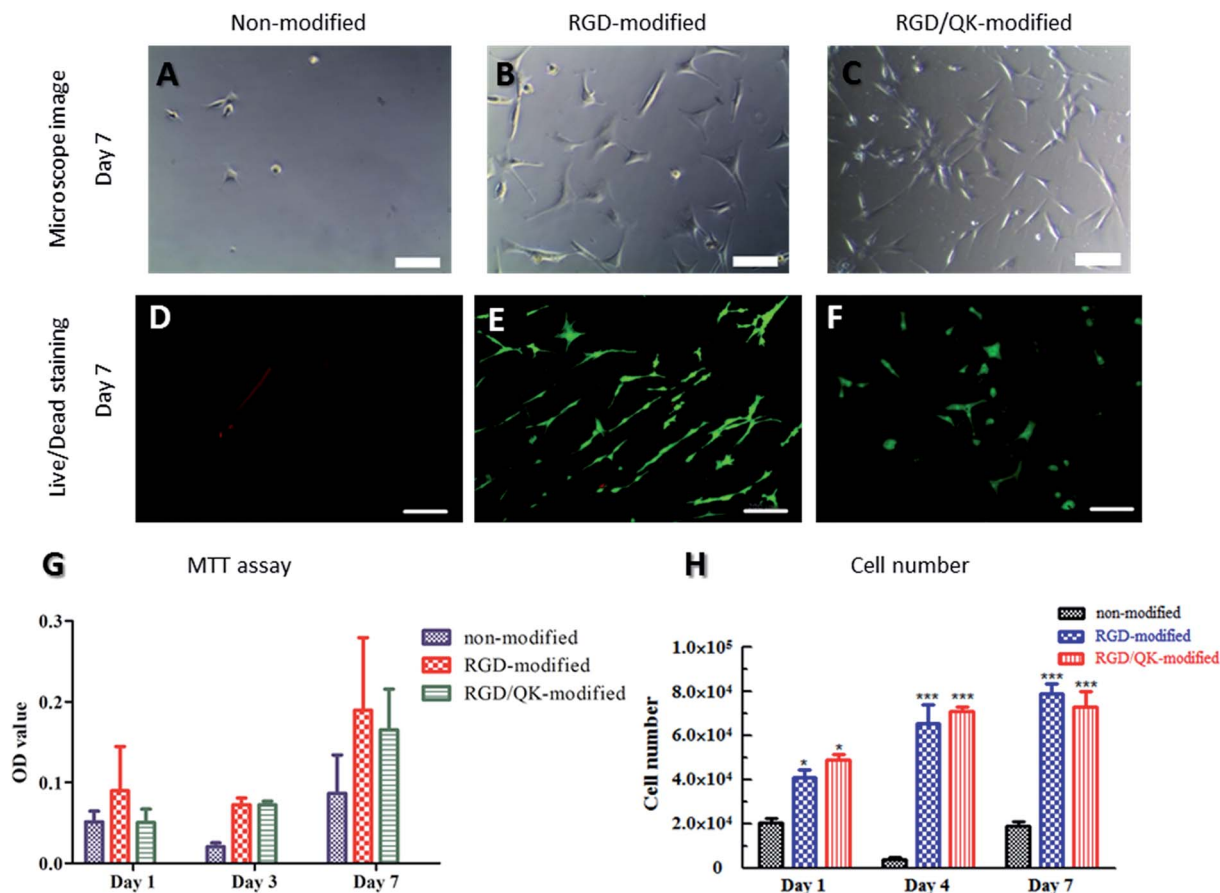 Non-modified
RGD-modified
RGD/QK-modified
Microscope image
Day 7
A
B
C
Live/Dead staining
Day 7
D
E
F
G
MTT assay
0.3
0.2
0.1
0.0
OD value
non-modified
RGD-modified
RGD/QK-modified
Day 1
Day 3
Day 7
H
Cell number
non-modified
RGD-modified
RGD/QK-modified
1.0×10⁵
8.0×10⁴
6.0×10⁴
4.0×10⁴
2.0×10⁴
0
Cell number
*
*
***
***
***
***
Day 1
Day 4
Day 7